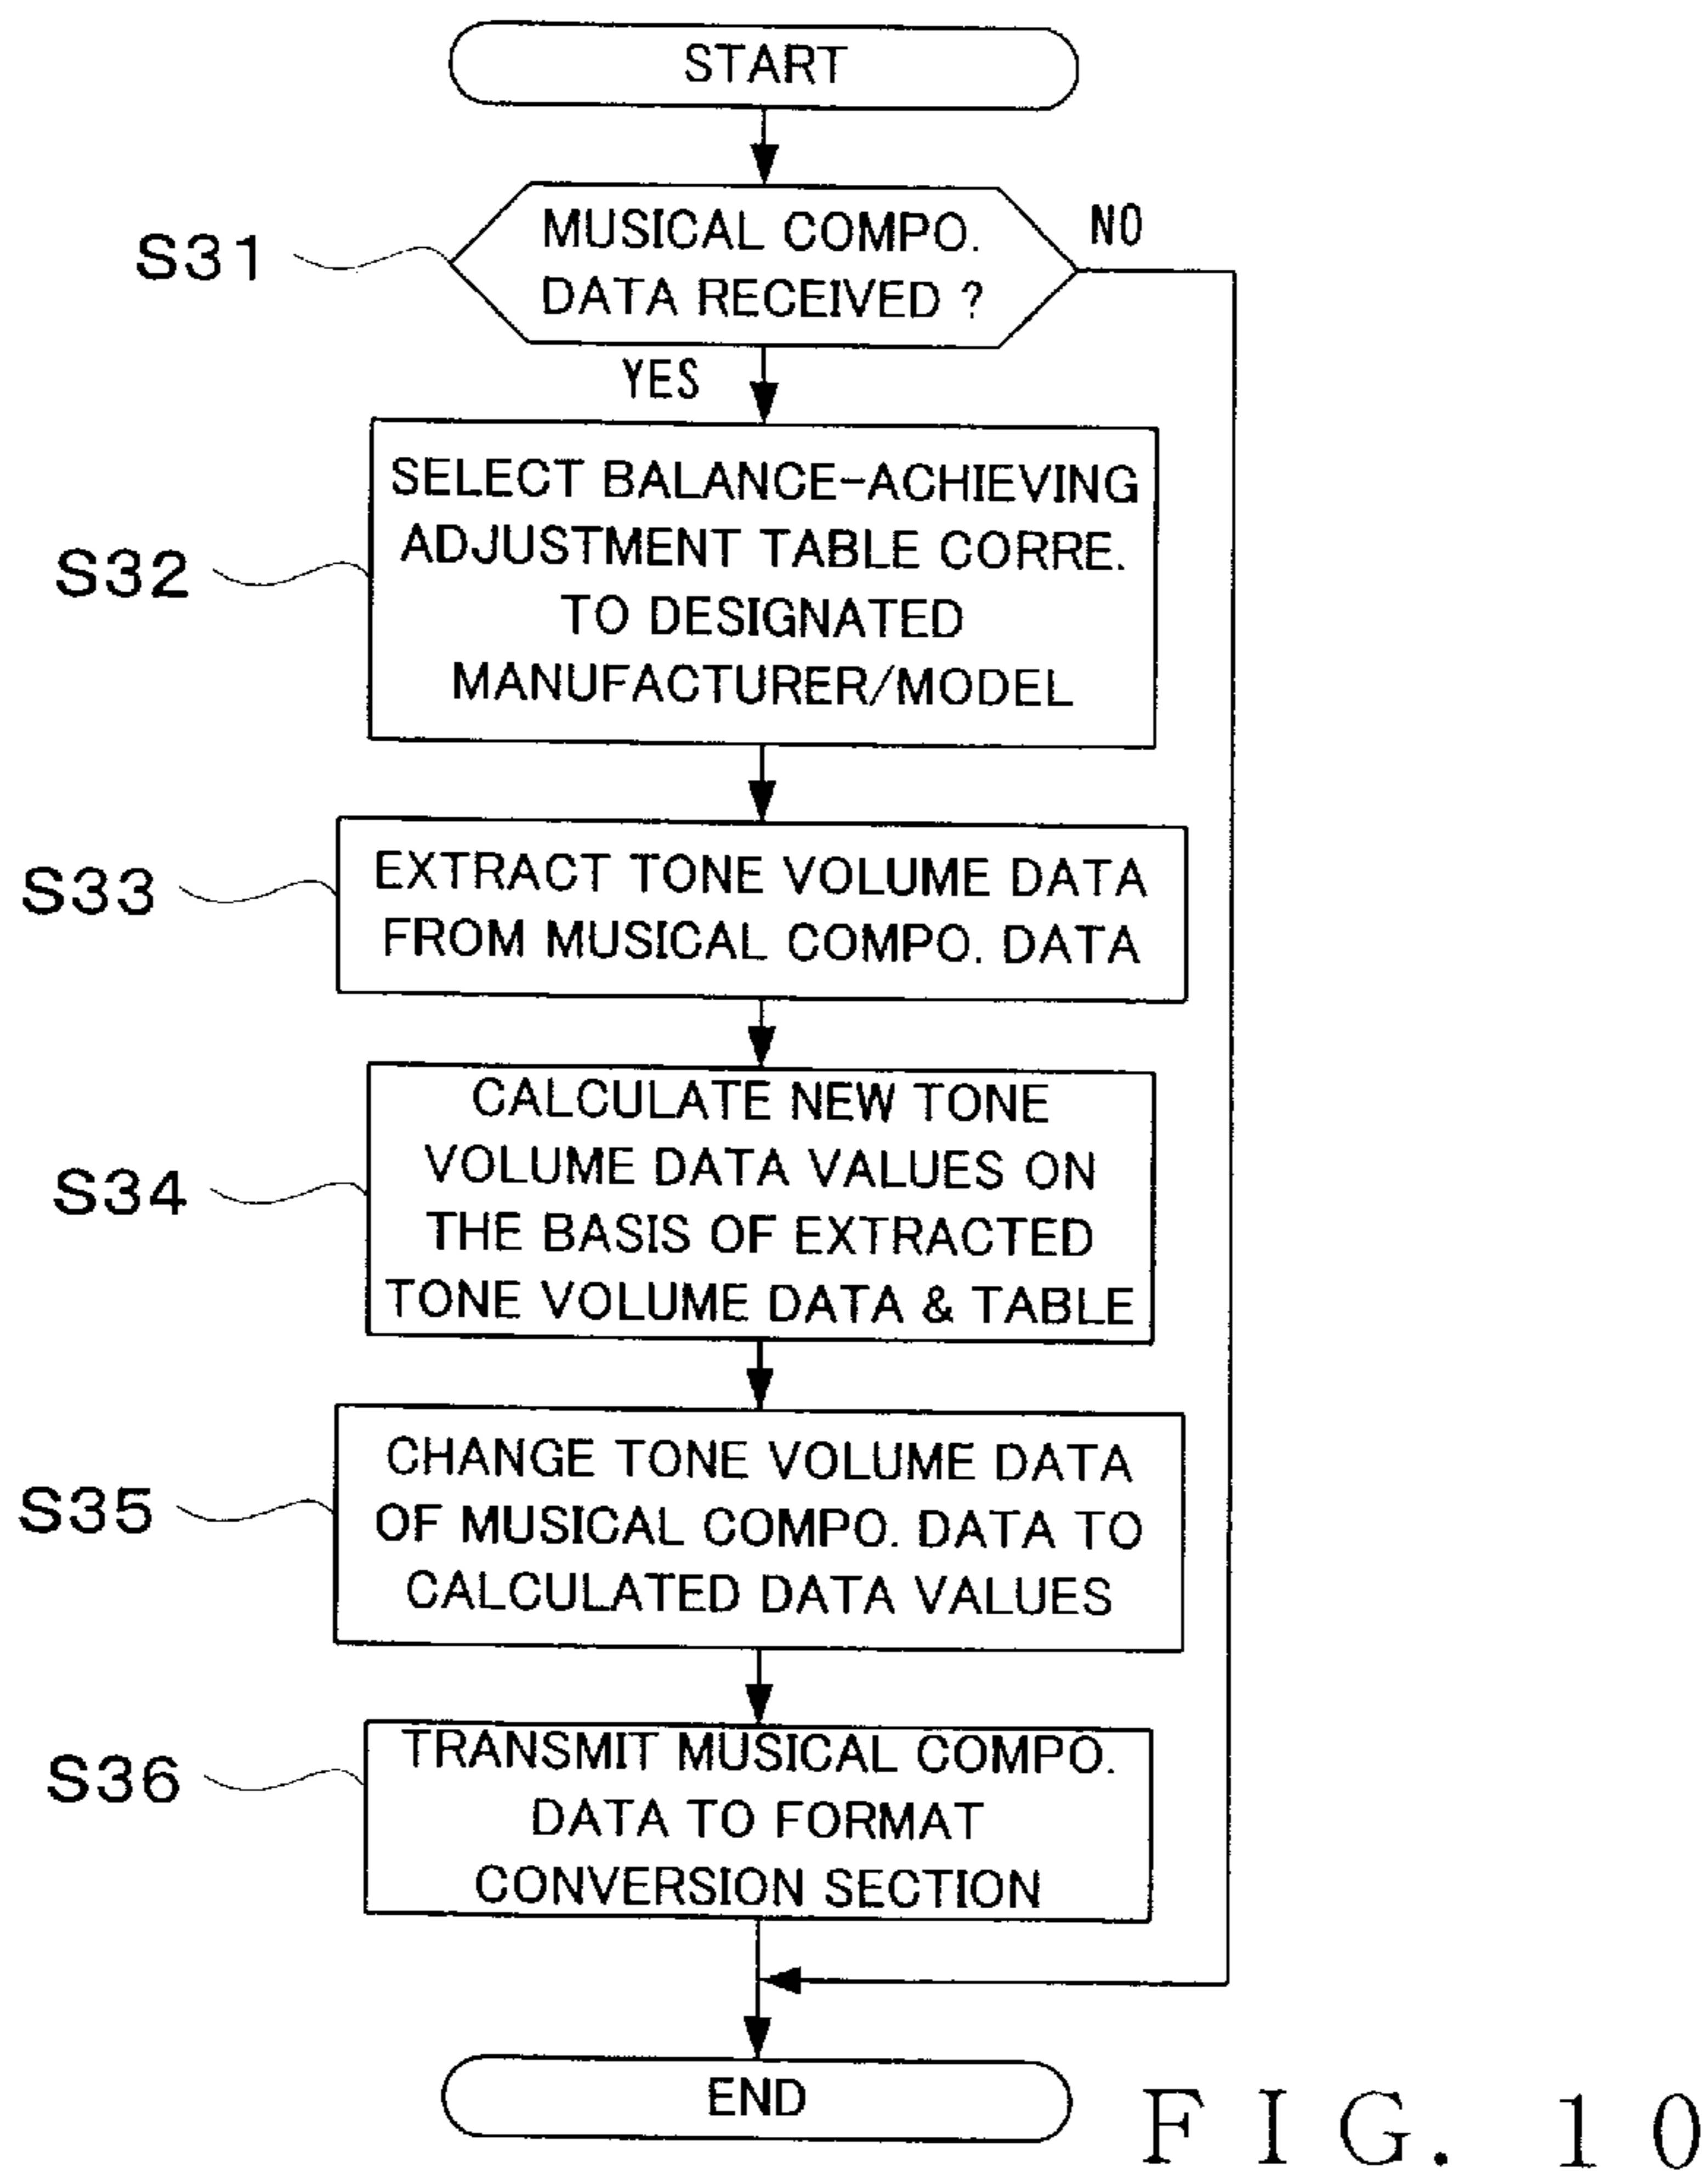 START
S31
MUSICAL COMPO.
DATA RECEIVED ?
NO
YES
S32
SELECT BALANCE-ACHIEVING
ADJUSTMENT TABLE CORRE.
TO DESIGNATED
MANUFACTURER/MODEL
S33
EXTRACT TONE VOLUME DATA
FROM MUSICAL COMPO. DATA
S34
CALCULATE NEW TONE
VOLUME DATA VALUES ON
THE BASIS OF EXTRACTED
TONE VOLUME DATA & TABLE
S35
CHANGE TONE VOLUME DATA
OF MUSICAL COMPO. DATA TO
CALCULATED DATA VALUES
S36
TRANSMIT MUSICAL COMPO.
DATA TO FORMAT
CONVERSION SECTION
END
FIG. 10